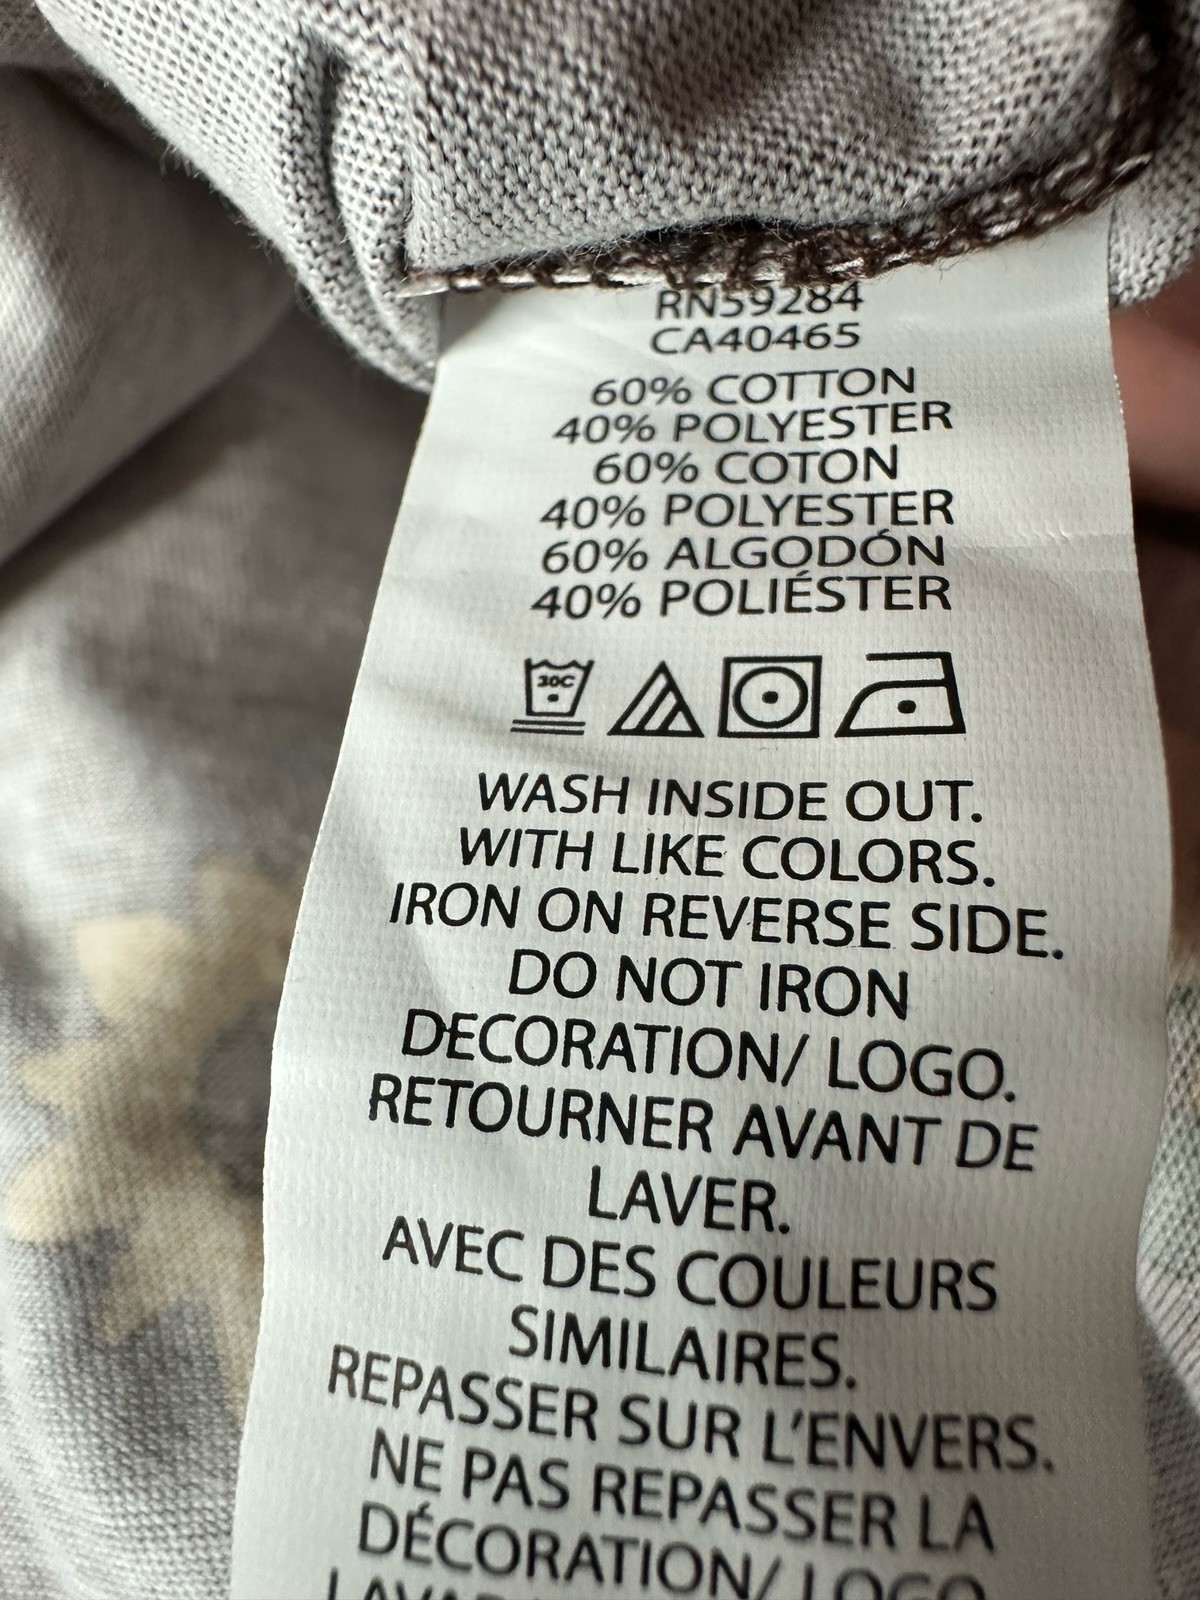 RN59284
CA40465
60% COTTON
40% POLYESTER
60% COTON
40% POLYESTER
60% ALGODÓN
40% POLIÉSTER
30C
WASH INSIDE OUT.
WITH LIKE COLORS.
IRON ON REVERSE SIDE.
DO NOT IRON
DECORATION/ LOGO.
RETOURNER AVANT DE
LAVER.
AVEC DES COULEURS
SIMILAIRES.
REPASSER SUR L'ENVERS.
NE PAS REPASSER LA
DÉCORATION/ LOGO.